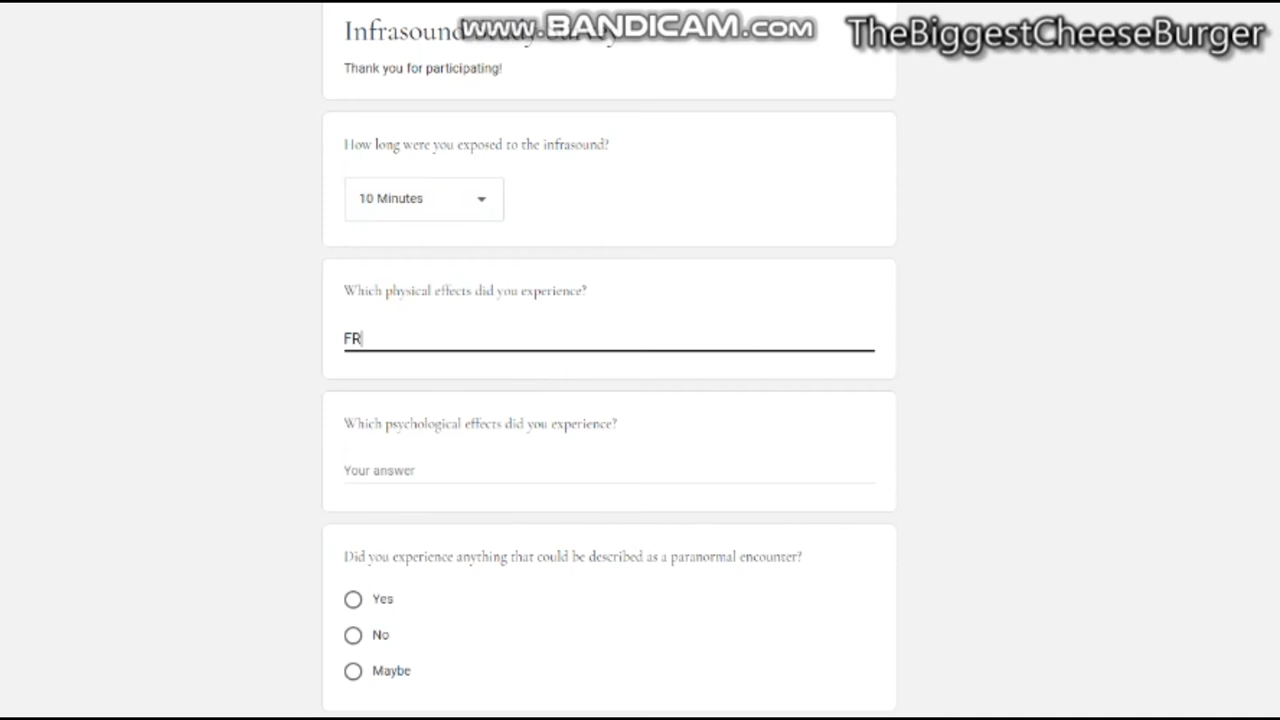 Infrasound Study Survey
www.BANDICAM.com
TheBiggestCheeseBurger
Thank you for participating!
How long were you exposed to the infrasound?
10 Minutes
Which physical effects did you experience?
FR
Which psychological effects did you experience?
Your answer
Did you experience anything that could be described as a paranormal encounter?
Yes
No
Maybe